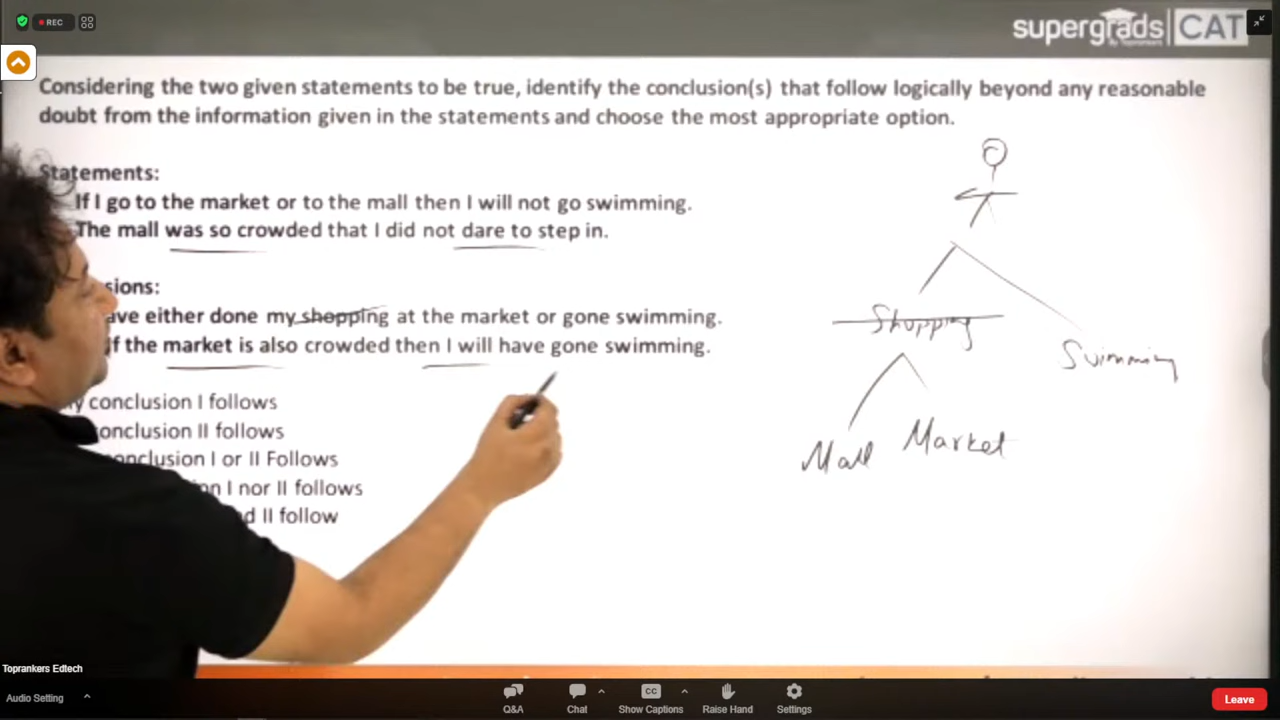 REC
supergrads CAT
By Toprankers
Considering the two given statements to be true, identify the conclusion(s) that follow logically beyond any reasonable
doubt from the information given in the statements and choose the most appropriate option.
Statements:
If I go to the market or to the mall then I will not go swimming.
The mall was so crowded that I did not dare to step in.
either done my shopping at the market or gone swimming.
If the market is also crowded then I will have gone swimming.
Shopping
Swimming
conclusion I follows
II follows
I or II Follows
I nor II follows
II follow
Mall Market
Toprankers Edtech
Audio Setting
Q&A
Chat
CC
Show Captions
Raise Hand
Settings
Leave